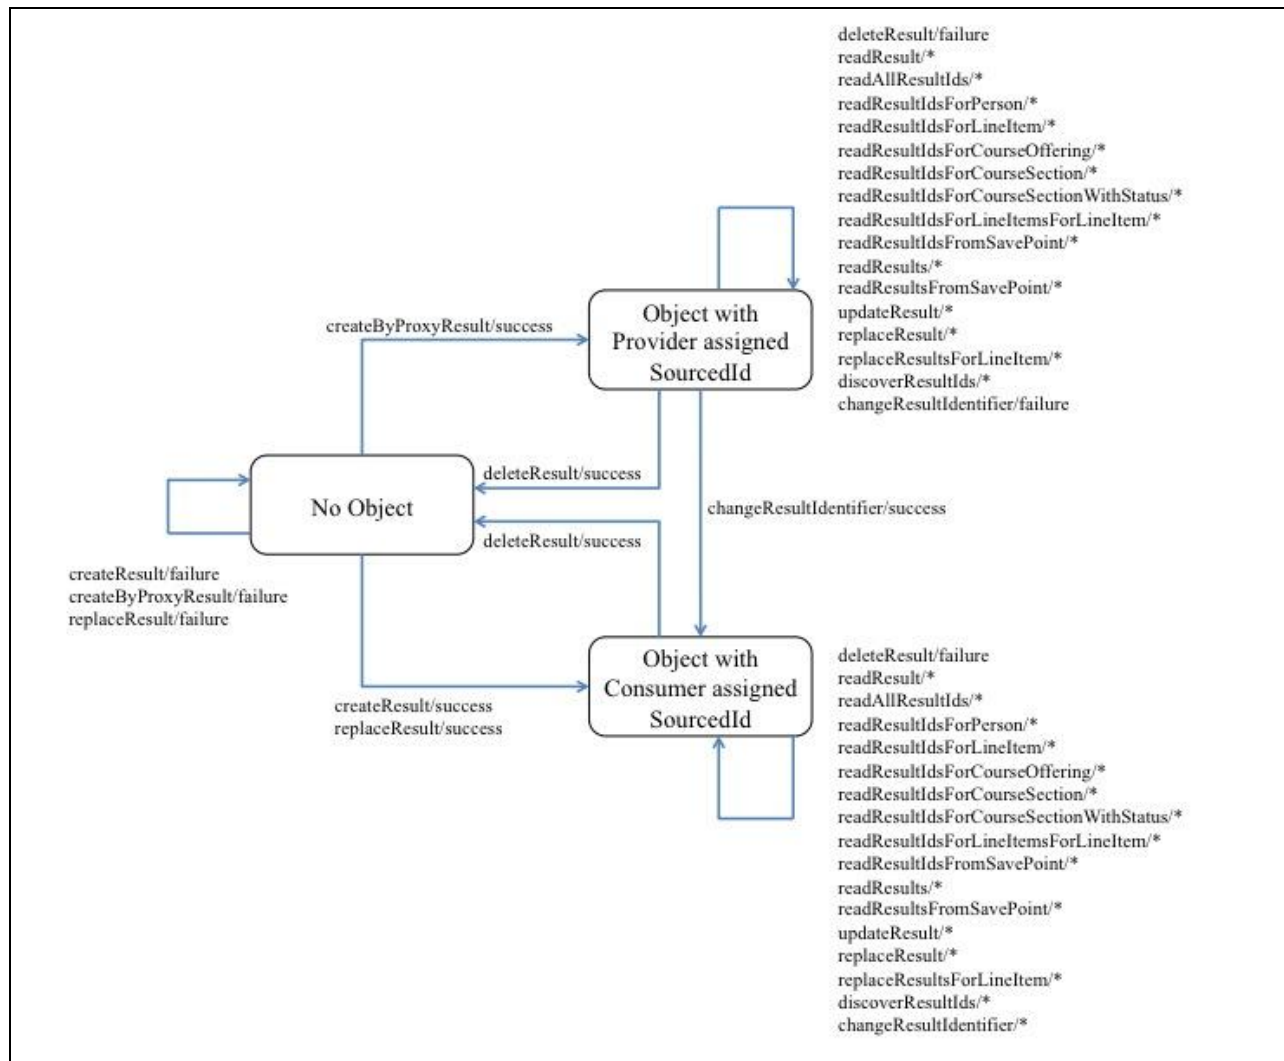 deleteResult/failure
readResult/*
readAllResultIds/*
readResultIdsForPerson/*
readResultIdsForLineItem/*
readResultIdsForCourseOffering/*
readResultIdsForCourseSection/*
readResultIdsForCourseSectionWithStatus/*
readResultIdsForLineItemsForLineItem/*
readResultIdsFromSavePoint/*
readResults/*
readResultsFromSavePoint/*
updateResult/*
replaceResult/*
replaceResultsForLineItem/*
discoverResultIds/*
changeResultIdentifier/failure
Object with
Provider assigned
SourcedId
createByProxyResult/success
deleteResult/success
No Object
changeResultIdentifier/success
deleteResult/success
createResult/failure
createByProxyResult/failure
replaceResult/failure
Object with
Consumer assigned
SourcedId
createResult/success
replaceResult/success
deleteResult/failure
readResult/*
readAllResultIds/*
readResultIdsForPerson/*
readResultIdsForLineItem/*
readResultIdsForCourseOffering/*
readResultIdsForCourseSection/*
readResultIdsForCourseSectionWithStatus/*
readResultIdsForLineItemsForLineItem/*
readResultIdsFromSavePoint/*
readResults/*
readResultsFromSavePoint/*
updateResult/*
replaceResult/*
replaceResultsForLineItem/*
discoverResultIds/*
changeResultIdentifier/*